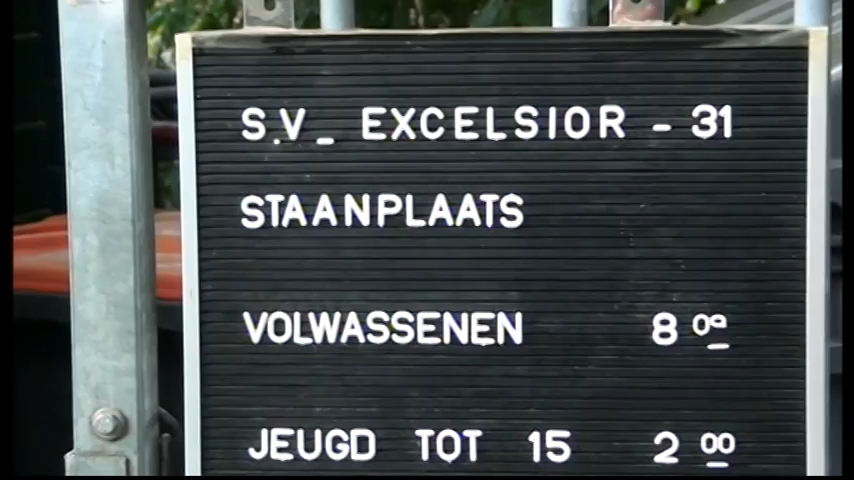 S.V_ EXCELSIOR - 31
STAANPLAATS
VOLWASSENEN 8 00
JEUGD TOT 15 2 00